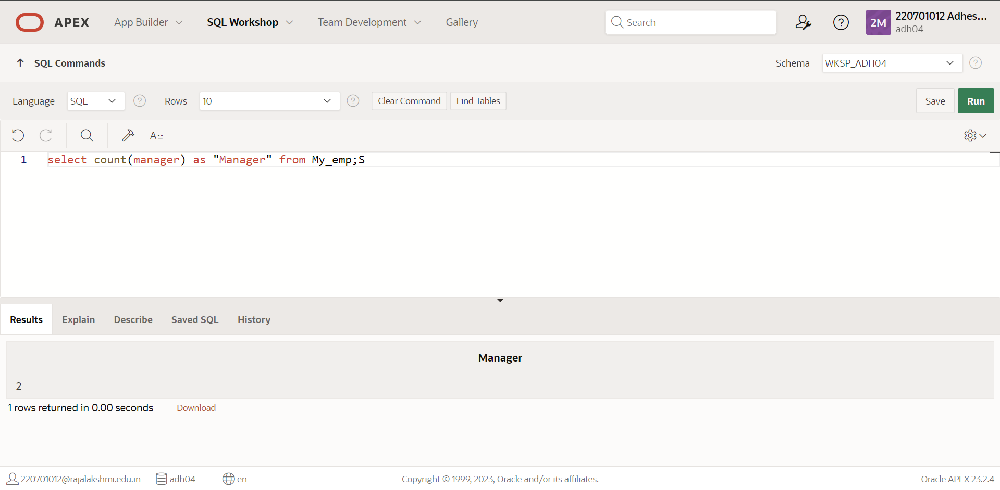 APEX App Builder SQL Workshop Team Development Gallery Search 2M 220701012 Adhes...
adh04___
SQL Commands Schema WKSP_ADH04
Language SQL Rows 10 Clear Command Find Tables Save Run
A
1 select count(manager) as "Manager" from My_emp;S
Results Explain Describe Saved SQL History
Manager
2
1 rows returned in 0.00 seconds Download
220701012@rajalakshmi.edu.in adh04___ en Copyright © 1999, 2023, Oracle and/or its affiliates. Oracle APEX 23.2.4